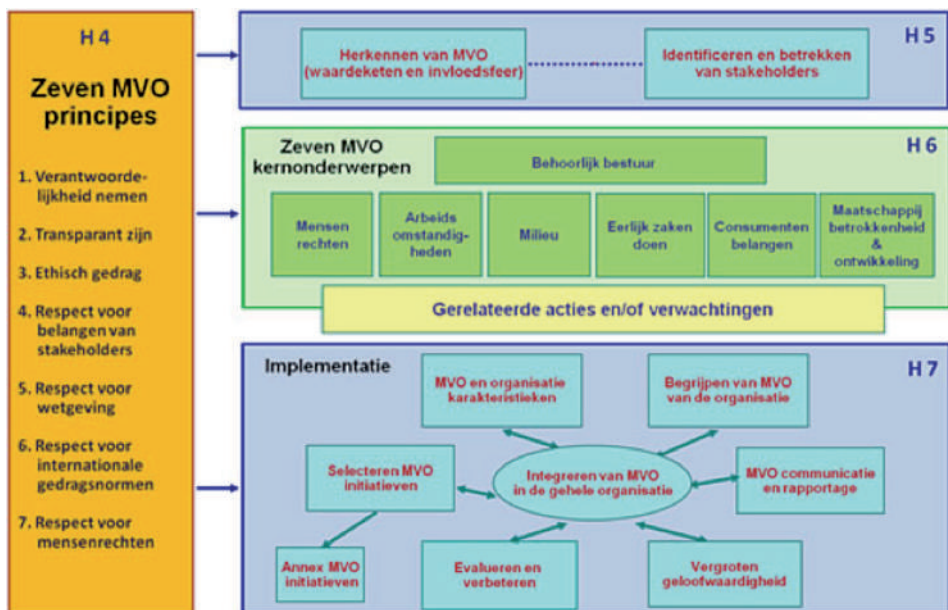 H 4
Zeven MVO
principes
1. Verantwoorde-
lijkheid nemen
2. Transparant zijn
3. Ethisch gedrag
4. Respect voor
belangen van
stakeholders
5. Respect voor
wetgeving
6. Respect voor
internationale
gedragsnormen
7. Respect voor
mensenrechten
H 5
Herkennen van MVO
(waardeketen en invloedsfeer)
Identificeren en betrekken
van stakeholders
Zeven MVO
kernonderwerpen
H 6
Behoorlijk bestuur
Mensen
rechten
Arbeids
omstandig-
heden
Milieu
Eerlijk zaken
doen
Consumenten
belangen
Maatschappij
betrokkenheid
&
ontwikkeling
Gerelateerde acties en/of verwachtingen
Implementatie
H 7
MVO en organisatie
karakteristieken
Begrijpen van MVO
van de organisatie
Selecteren MVO
initiatieven
Integreren van MVO
in de gehele organisatie
MVO communicatie
en rapportage
Annex MVO
initiatieven
Evalueren en
verbeteren
Vergroten
geloofwaardigheid